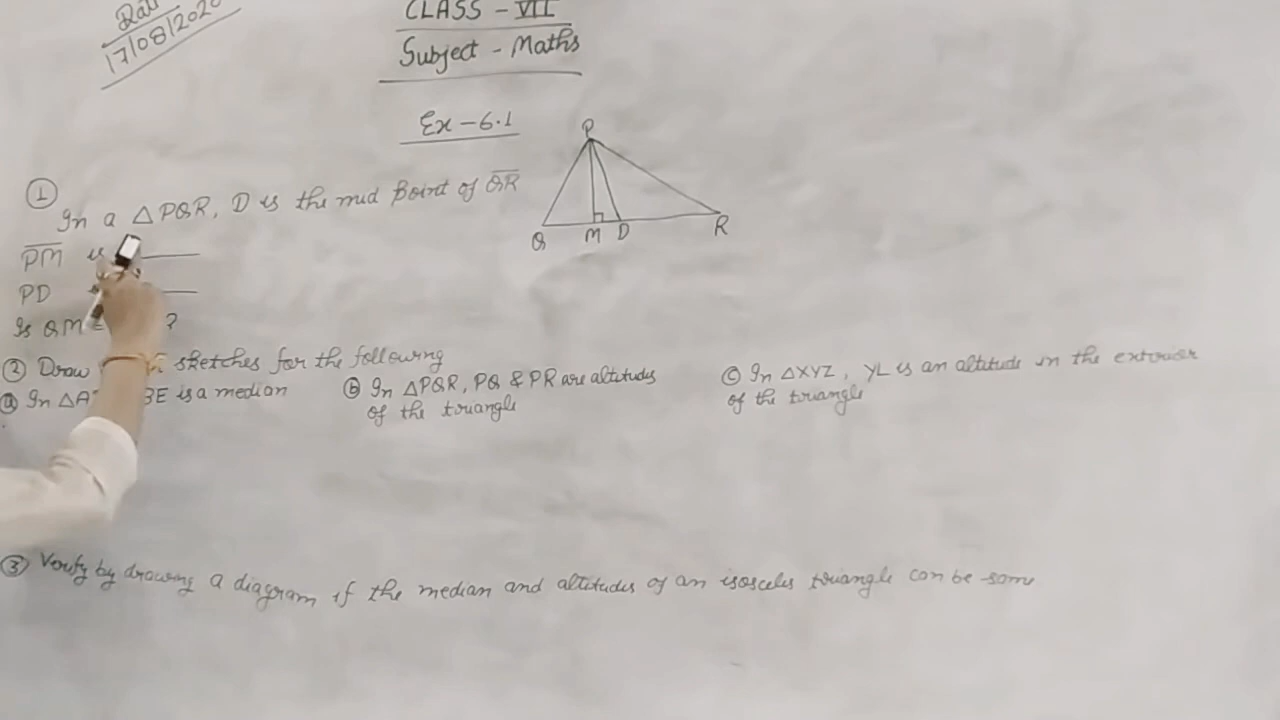 17/08/2020
CLASS - VII
Subject - Maths
Ex - 6.1
P
Q M D R
①
In a △PQR, D is the mid point of QR
PM is
PD
Is QM = ?
② Draw sketches for the following
ⓐ In BE is a median
ⓑ In △PQR, PQ & PR are altitudes
of the triangle
ⓒ In △XYZ, YL is an altitude in the exterior
of the triangle
③ Verify by drawing a diagram if the median and altitudes of an isosceles triangle can be same